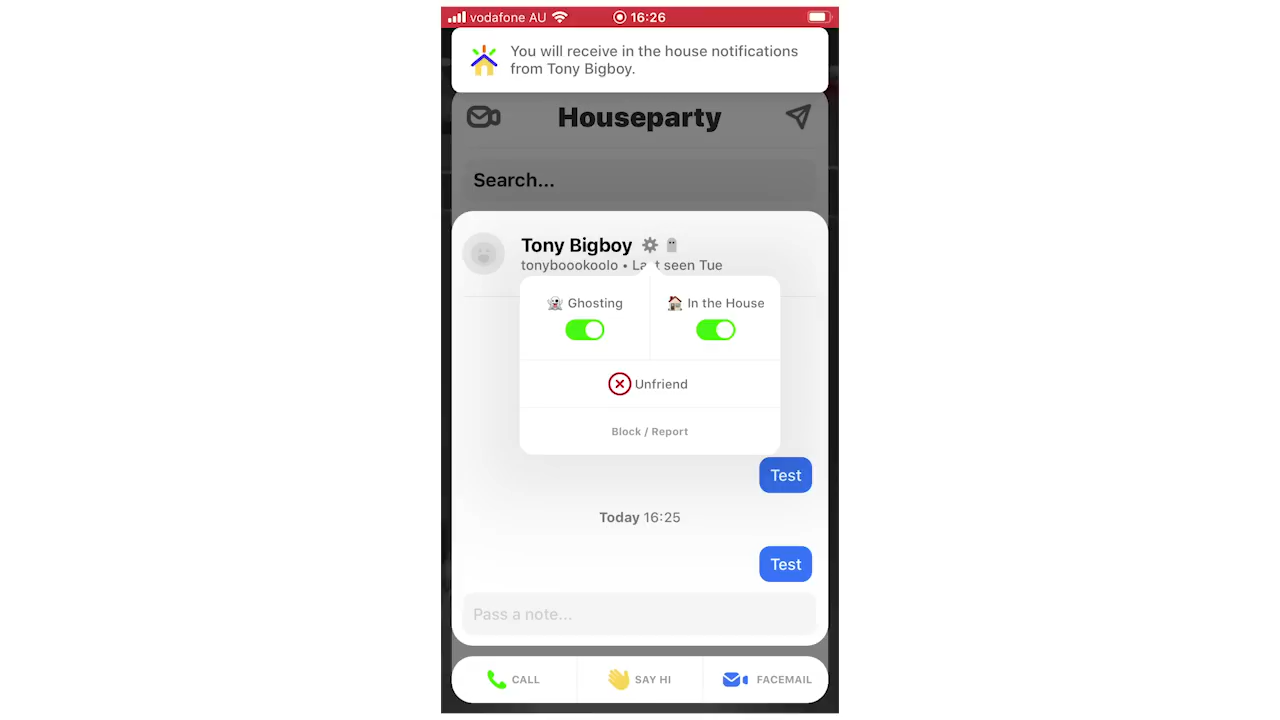 vodafone AU 16:26
You will receive in the house notifications
from Tony Bigboy.
Houseparty
Search...
Tony Bigboy
tonyboookoolo • Last seen Tue
Ghosting
In the House
Unfriend
Block / Report
Test
Today 16:25
Test
Pass a note...
CALL
SAY HI
FACEMAIL